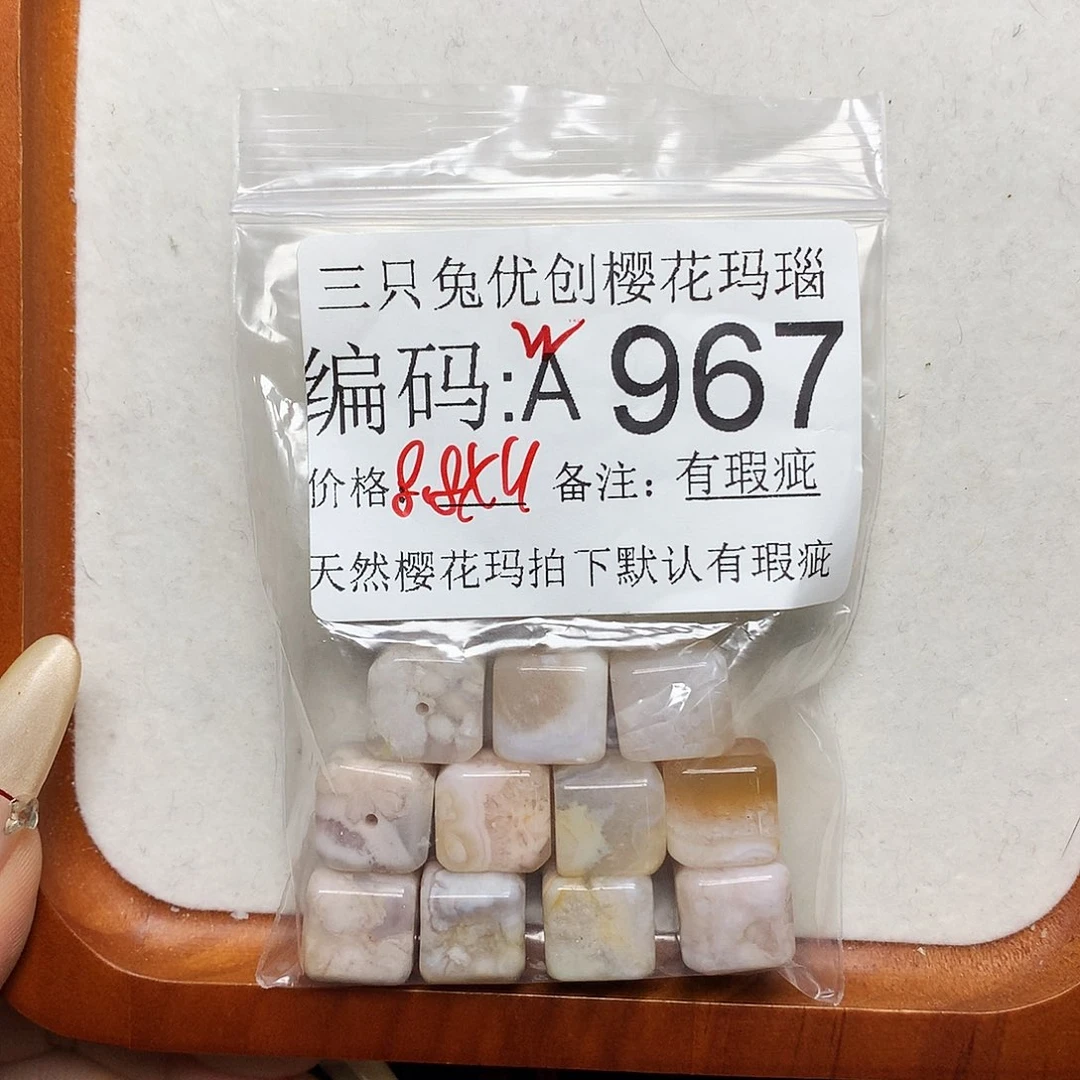 三只兔优创樱花玛瑙
编码:A 967
W
价格: 备注: 有瑕疵
天然樱花玛拍下默认有瑕疵